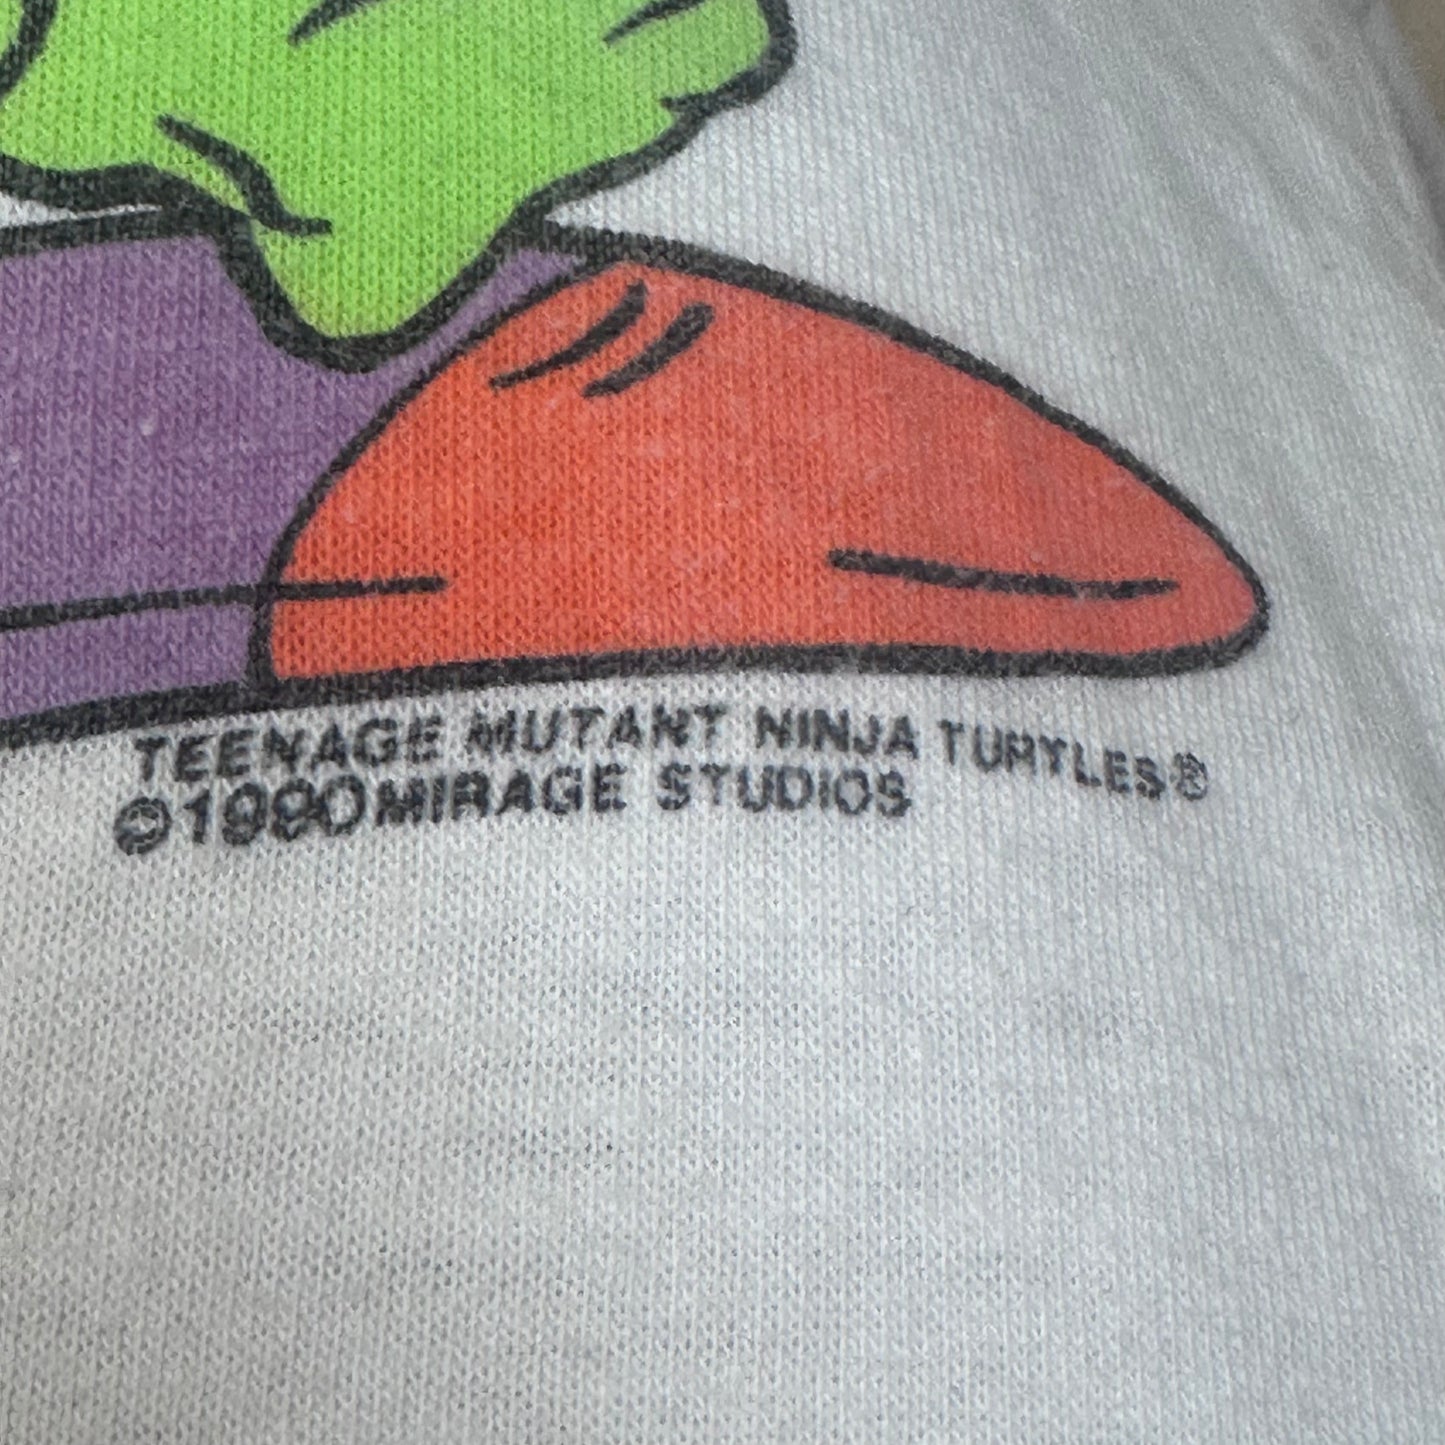 TEENAGE MUTANT NINJA TURTLES®
©1990 MIRAGE STUDIOS